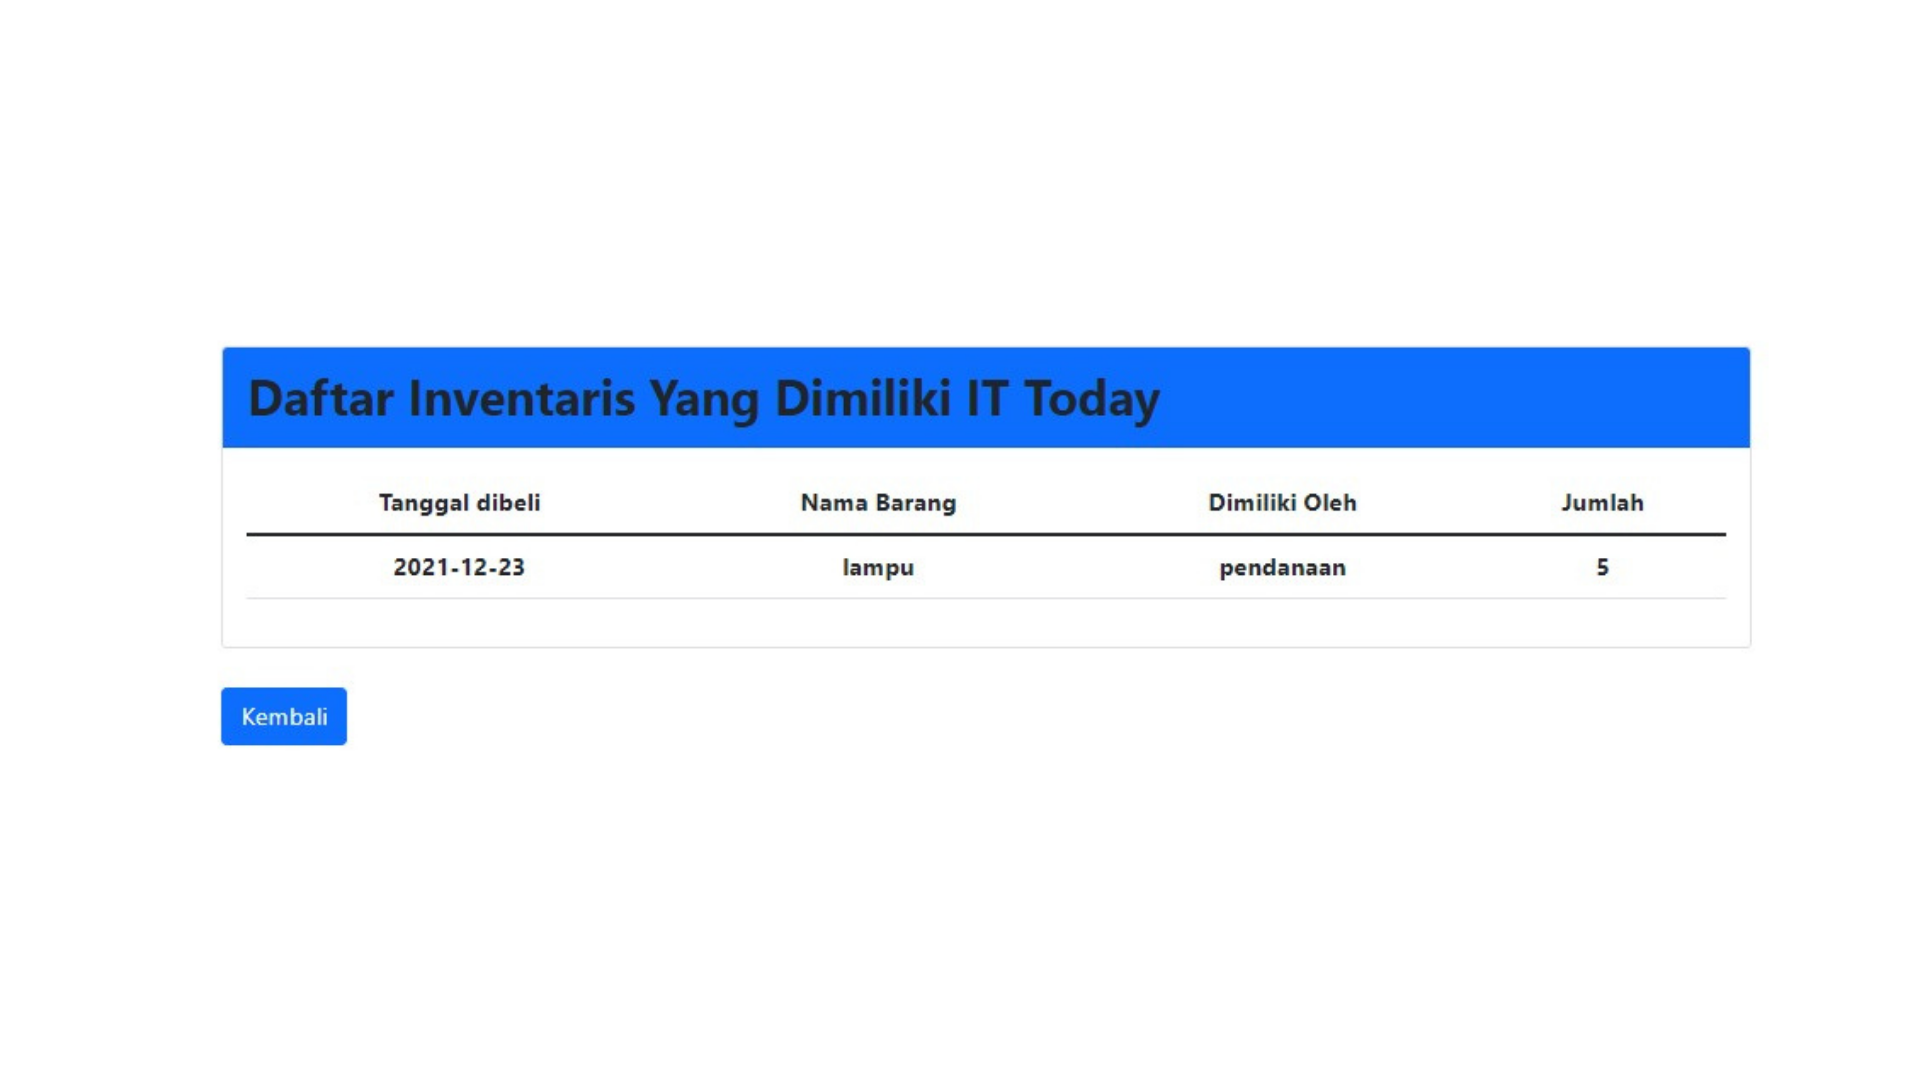 Daftar Inventaris Yang Dimiliki IT Today
Tanggal dibeli Nama Barang Dimiliki Oleh Jumlah
2021-12-23 lampu pendanaan 5
Kembali